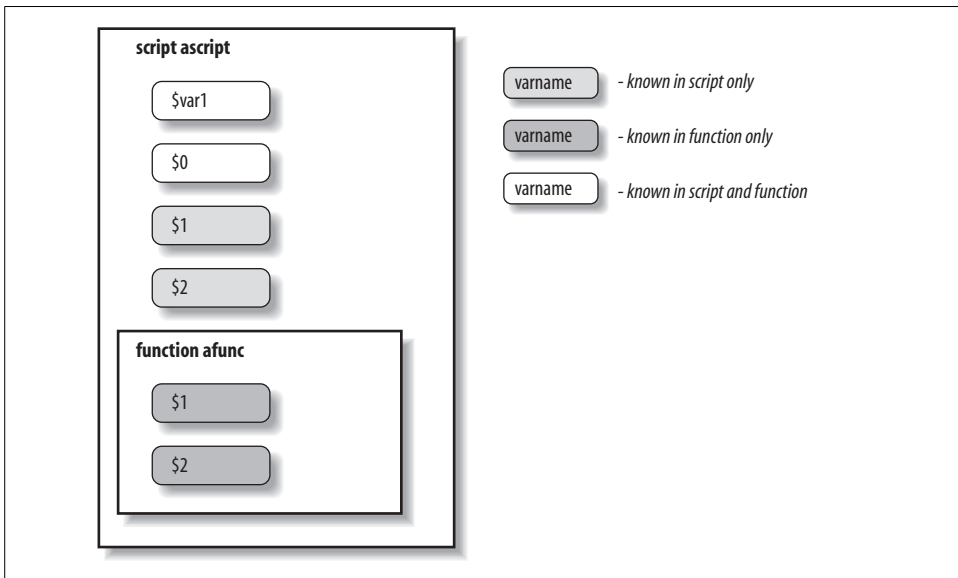 script ascript
$var1
$0
$1
$2
function afunc
$1
$2
varname - known in script only
varname - known in function only
varname - known in script and function